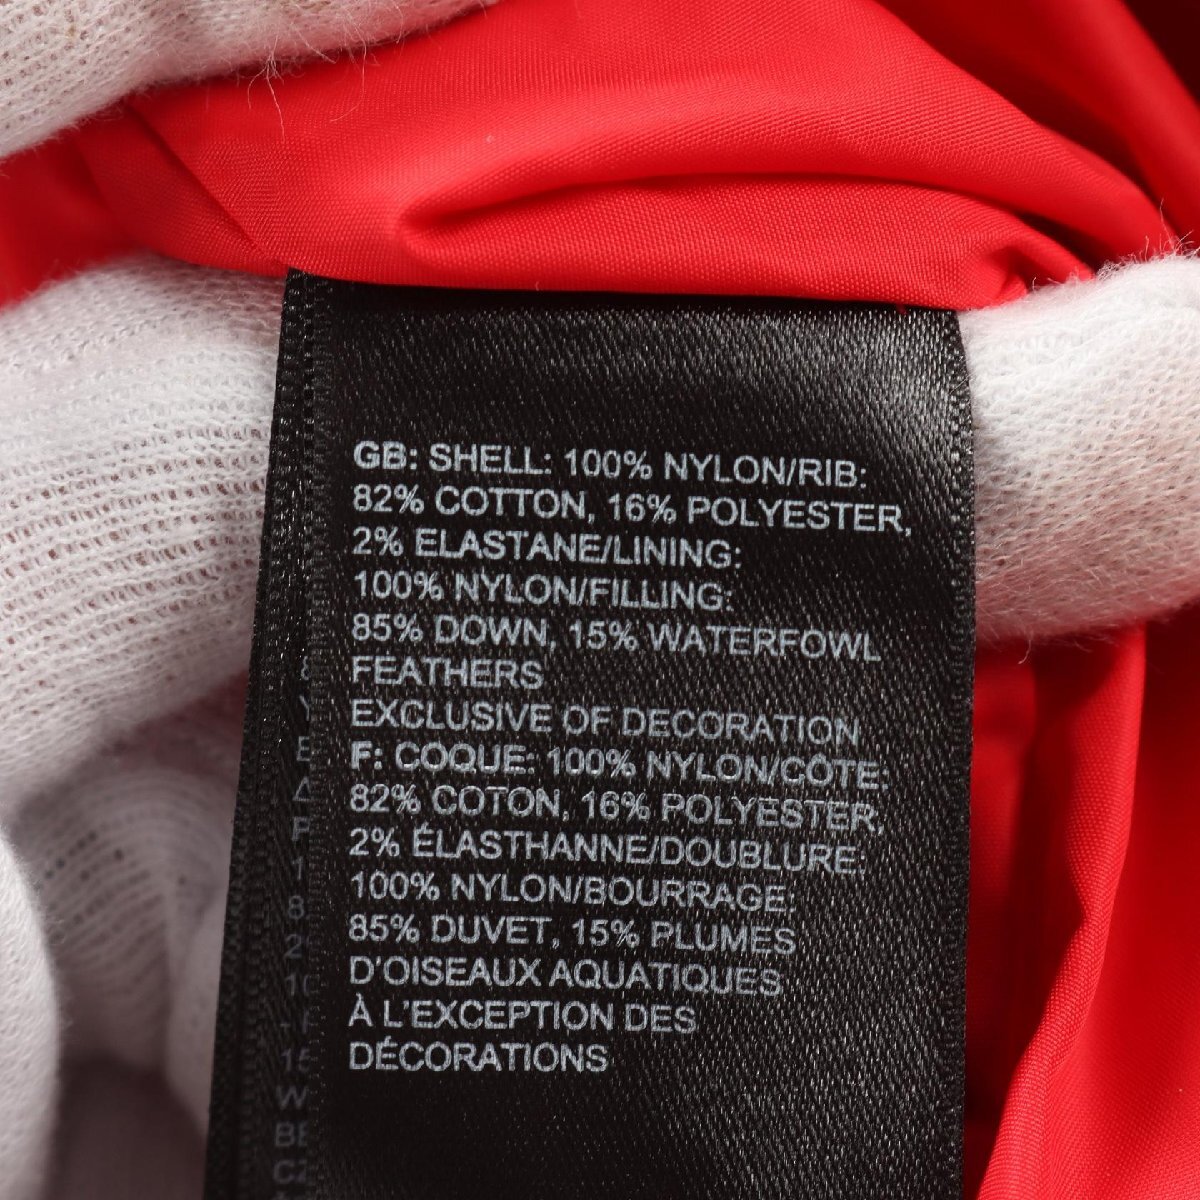 GB: SHELL: 100% NYLON/RIB:
82% COTTON, 16% POLYESTER,
2% ELASTANE/LINING:
100% NYLON/FILLING:
85% DOWN, 15% WATERFOWL
FEATHERS
EXCLUSIVE OF DECORATION
F: COQUE: 100% NYLON/CÔTE:
82% COTON, 16% POLYESTER,
2% ÉLASTHANNE/DOUBLURE:
100% NYLON/BOURRAGE:
85% DUVET, 15% PLUMES
D'OISEAUX AQUATIQUES
À L'EXCEPTION DES
DÉCORATIONS